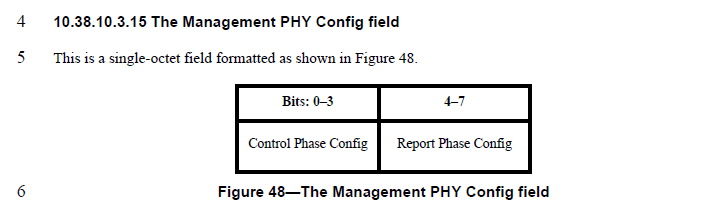 4 10.38.10.3.15 The Management PHY Config field
5 This is a single-octet field formatted as shown in Figure 48.
Bits: 0–3 4–7
Control Phase Config Report Phase Config
6 Figure 48—The Management PHY Config field